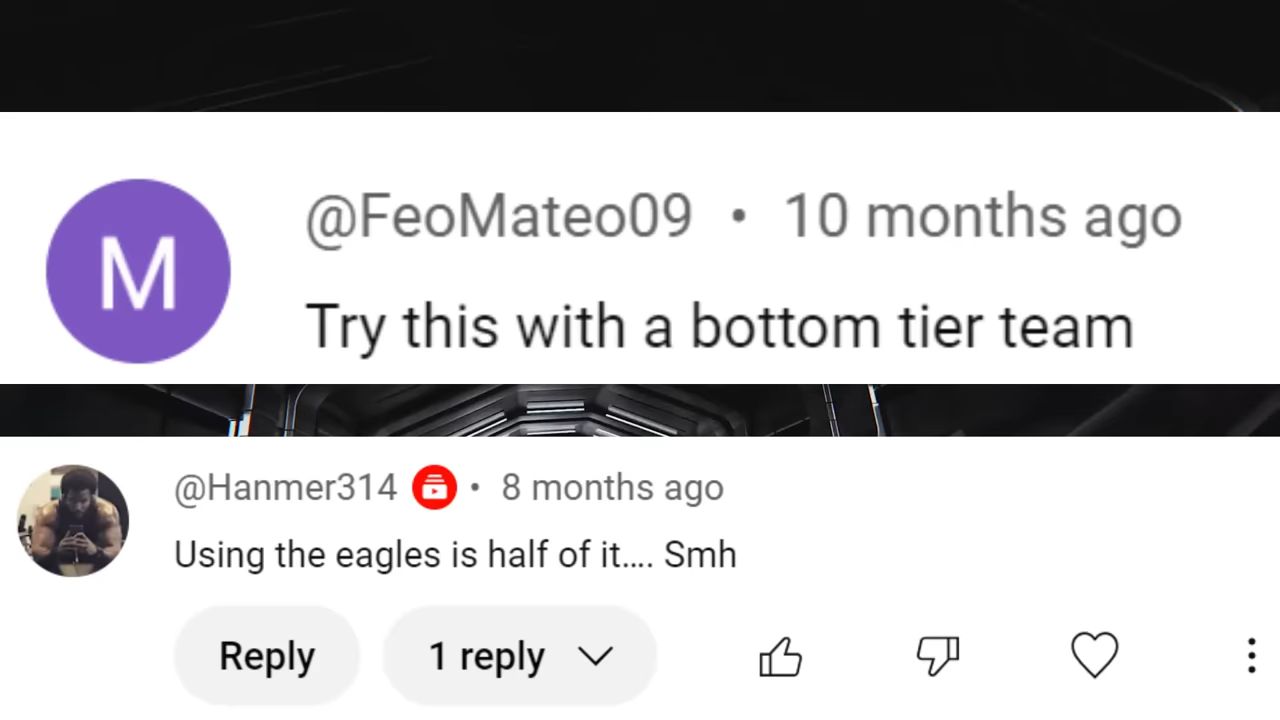 M
@FeoMateo09 • 10 months ago
Try this with a bottom tier team
@Hanmer314 • 8 months ago
Using the eagles is half of it.... Smh
Reply 1 reply